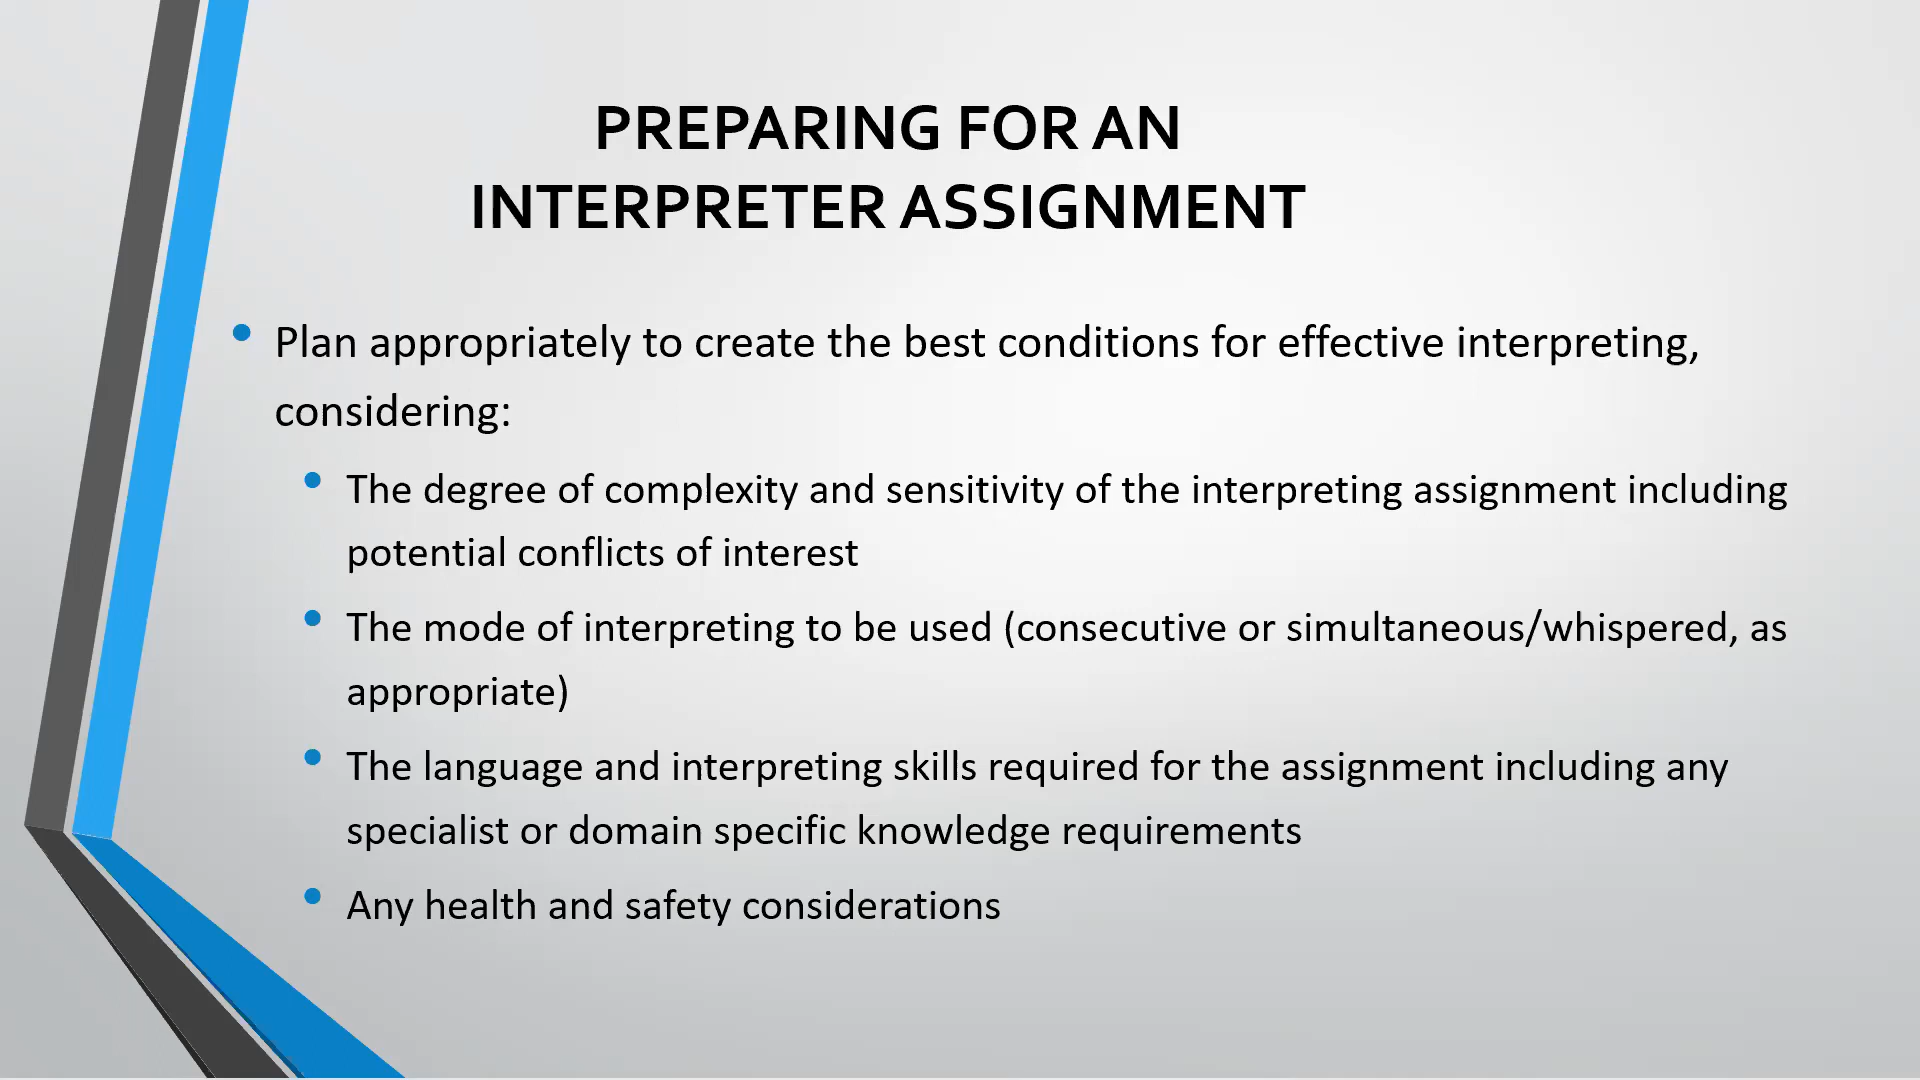 PREPARING FOR AN
INTERPRETER ASSIGNMENT
• Plan appropriately to create the best conditions for effective interpreting,
considering:
• The degree of complexity and sensitivity of the interpreting assignment including
potential conflicts of interest
• The mode of interpreting to be used (consecutive or simultaneous/whispered, as
appropriate)
• The language and interpreting skills required for the assignment including any
specialist or domain specific knowledge requirements
• Any health and safety considerations